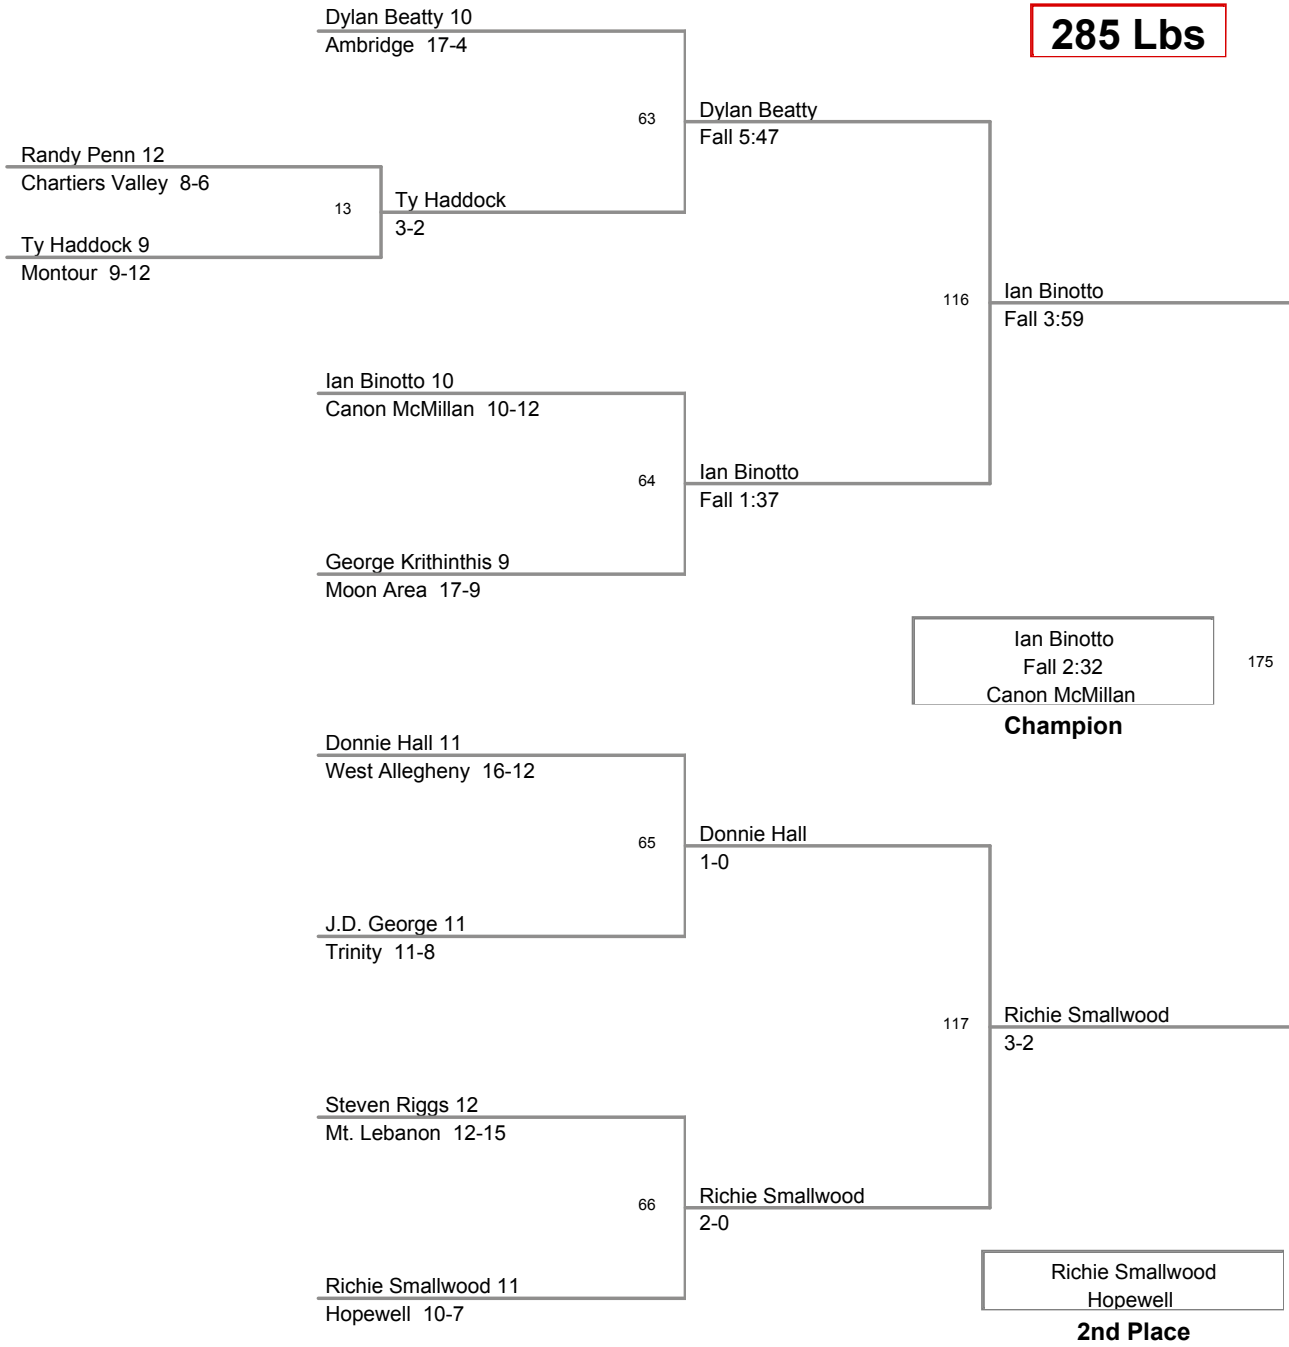 Dylan Beatty 10
Ambridge 17-4
285 Lbs
63
Dylan Beatty
Fall 5:47
Randy Penn 12
Chartiers Valley 8-6
13
Ty Haddock
3-2
Ty Haddock 9
Montour 9-12
116
Ian Binotto
Fall 3:59
Ian Binotto 10
Canon McMillan 10-12
64
Ian Binotto
Fall 1:37
George Krithinthis 9
Moon Area 17-9
Ian Binotto
Fall 2:32
Canon McMillan
175
Champion
Donnie Hall 11
West Allegheny 16-12
65
Donnie Hall
1-0
J.D. George 11
Trinity 11-8
117
Richie Smallwood
3-2
Steven Riggs 12
Mt. Lebanon 12-15
66
Richie Smallwood
2-0
Richie Smallwood 11
Hopewell 10-7
Richie Smallwood
Hopewell
2nd Place